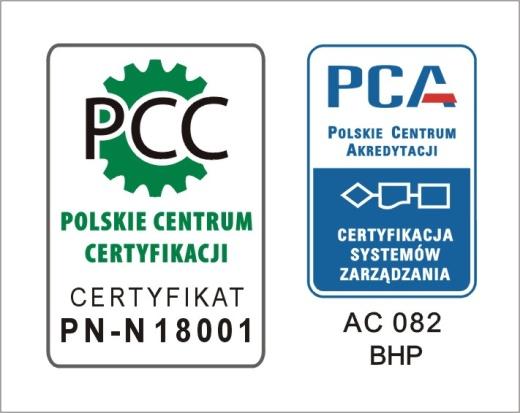 PCC
POLSKIE CENTRUM
CERTYFIKACJI
CERTYFIKAT
PN-N 18001
PCA
POLSKIE CENTRUM
AKREDYTACJI
CERTYFIKACJA
SYSTEMÓW
ZARZĄDZANIA
AC 082
BHP